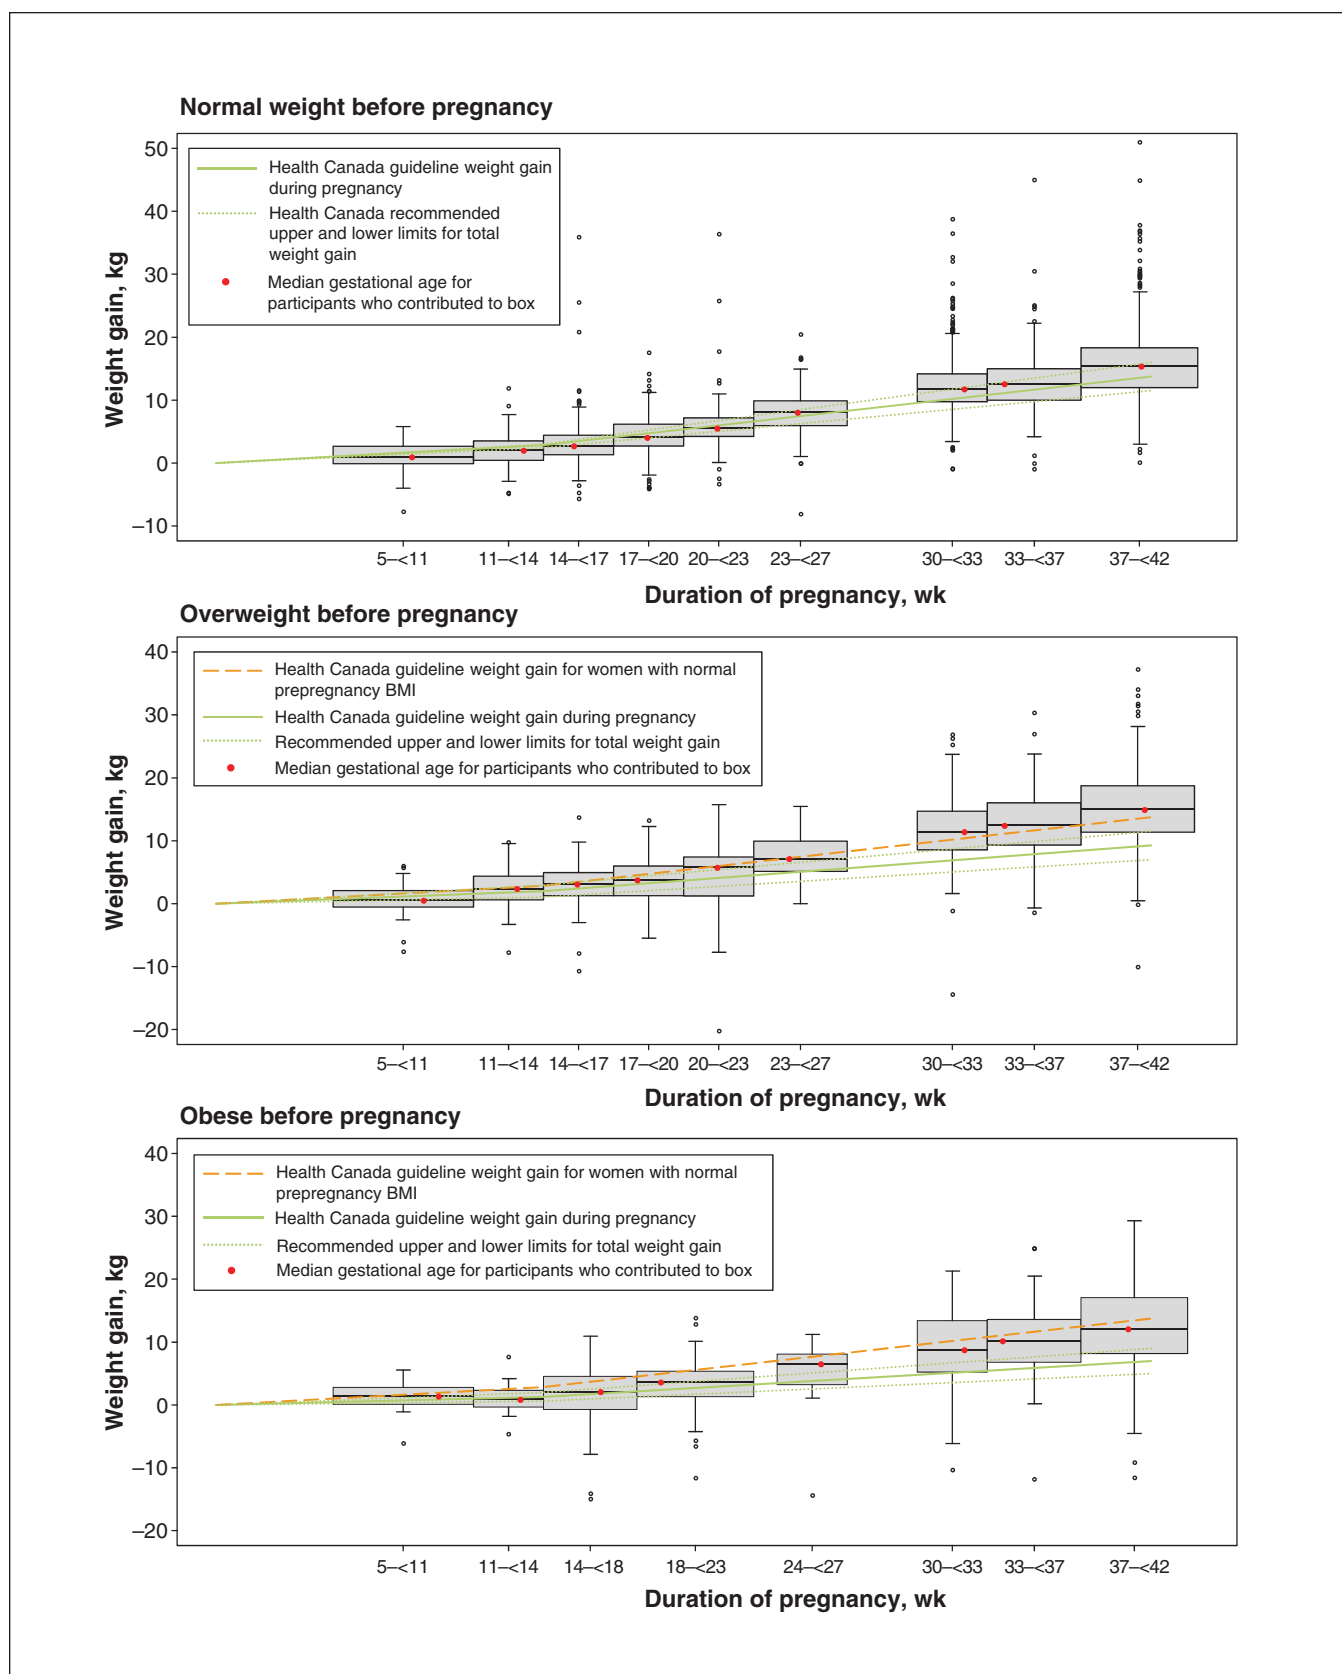 Normal weight before pregnancy
Weight gain, kg
50
40
30
20
10
0
–10
Health Canada guideline weight gain
during pregnancy
Health Canada recommended
upper and lower limits for total
weight gain
Median gestational age for
participants who contributed to box
5–<11 11–<14 14–<17 17–<20 20–<23 23–<27 30–<33 33–<37 37–<42
Duration of pregnancy, wk
Overweight before pregnancy
Weight gain, kg
40
30
20
10
0
–10
–20
Health Canada guideline weight gain for women with normal
prepregnancy BMI
Health Canada guideline weight gain during pregnancy
Recommended upper and lower limits for total weight gain
Median gestational age for participants who contributed to box
5–<11 11–<14 14–<17 17–<20 20–<23 23–<27 30–<33 33–<37 37–<42
Duration of pregnancy, wk
Obese before pregnancy
Weight gain, kg
40
30
20
10
0
–10
–20
Health Canada guideline weight gain for women with normal
prepregnancy BMI
Health Canada guideline weight gain during pregnancy
Recommended upper and lower limits for total weight gain
Median gestational age for participants who contributed to box
5–<11 11–<14 14–<18 18–<23 24–<27 30–<33 33–<37 37–<42
Duration of pregnancy, wk